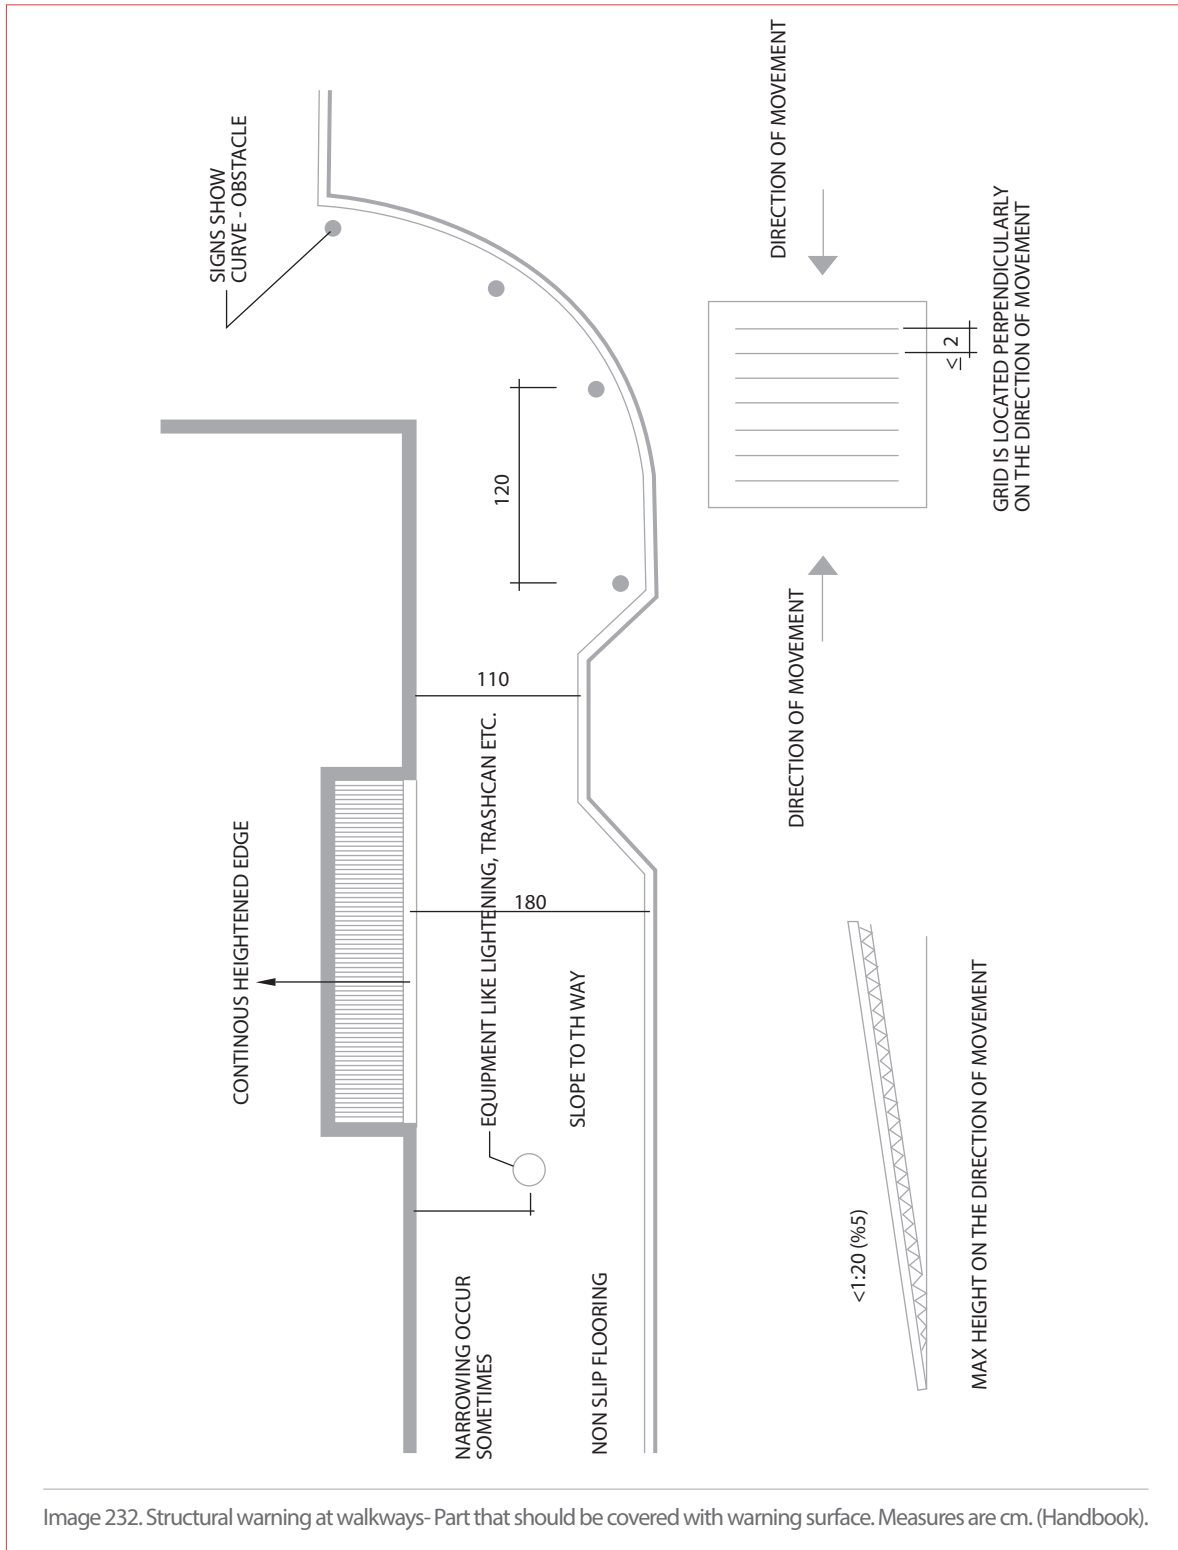 SIGNS SHOW
CURVE - OBSTACLE
DIRECTION OF MOVEMENT
120
≤ 2
GRID IS LOCATED PERPENDICULARLY
ON THE DIRECTION OF MOVEMENT
110
DIRECTION OF MOVEMENT
CONTINOUS HEIGHTENED EDGE
EQUIPMENT LIKE LIGHTENING, TRASHCAN ETC.
180
SLOPE TO TH WAY
NARROWING OCCUR
SOMETIMES
NON SLIP FLOORING
<1:20 (%5)
MAX HEIGHT ON THE DIRECTION OF MOVEMENT
Image 232. Structural warning at walkways- Part that should be covered with warning surface. Measures are cm. (Handbook).